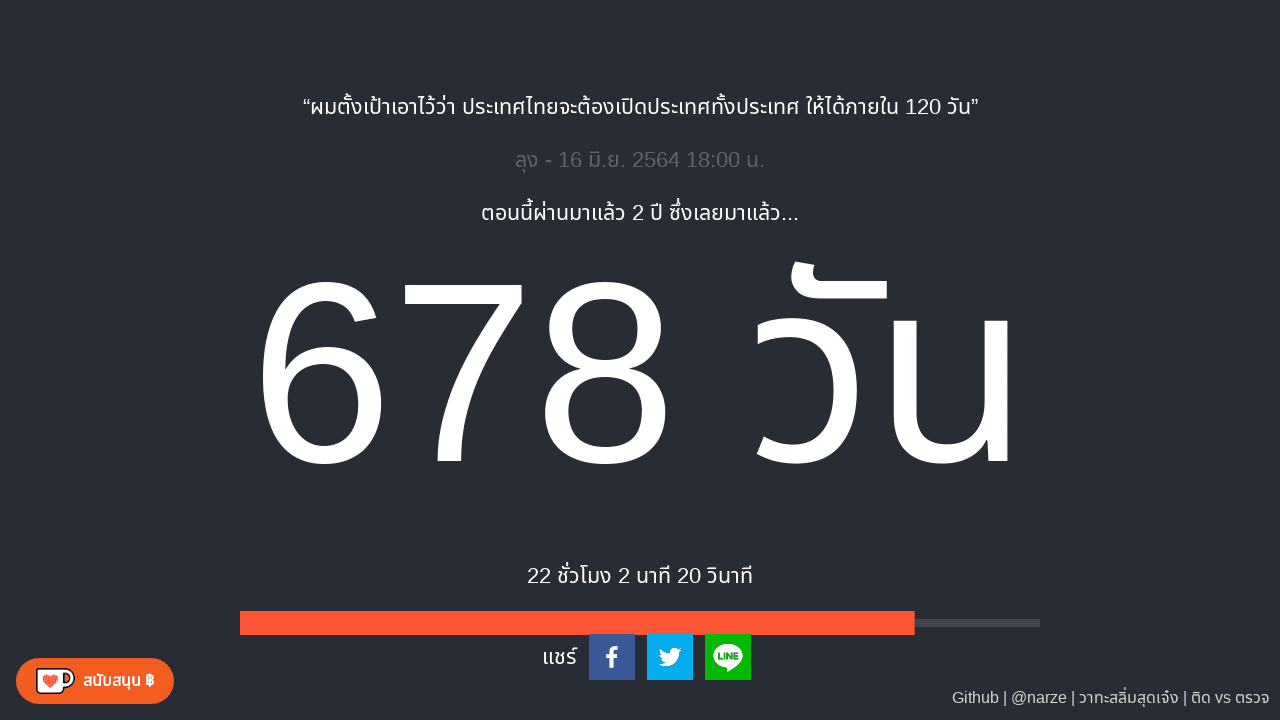 “ผมตั้งเป้าเอาไว้ว่า ประเทศไทยจะต้องเปิดประเทศทั้งประเทศ ให้ได้ภายใน 120 วัน”
ลุง - 16 มิ.ย. 2564 18:00 น.
ตอนนี้ผ่านมาแล้ว 2 ปี ซึ่งเลยมาแล้ว...
678 วัน
22 ชั่วโมง 2 นาที 20 วินาที
แชร์
LINE
สนับสนุน ฿
Github | @narze | วาทะสลิ่มสุดเจ๋ง | ติด vs ตรวจ